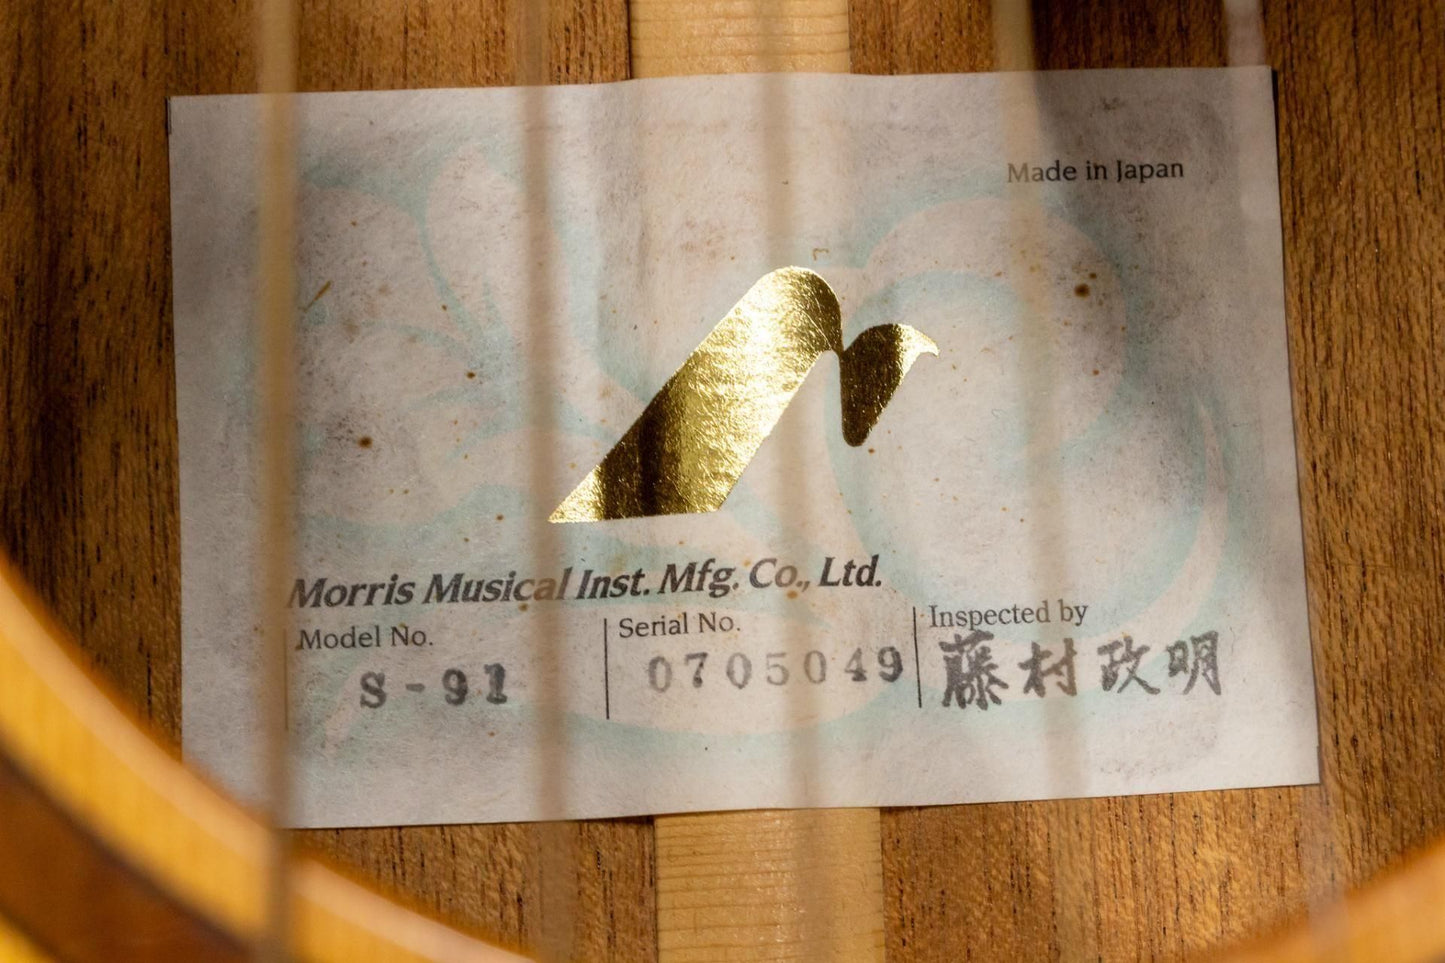 Made in Japan
Morris Musical Inst. Mfg. Co., Ltd.
Model No. Serial No. Inspected by
S-91 0705049 藤村政明